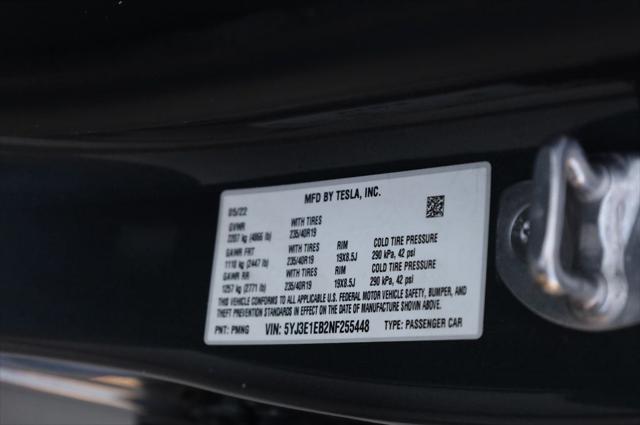 MFD BY TESLA, INC.
05/22
GVWR WITH TIRES
2207 kg (4866 lb) 235/40R19
GAWR FRT WITH TIRES RIM COLD TIRE PRESSURE
1110 kg (2447 lb) 235/40R19 19X8.5J 290 kPa, 42 psi
GAWR RR WITH TIRES RIM COLD TIRE PRESSURE
1257 kg (2771 lb) 235/40R19 19X8.5J 290 kPa, 42 psi
THIS VEHICLE CONFORMS TO ALL APPLICABLE U.S. FEDERAL MOTOR VEHICLE SAFETY, BUMPER, AND
THEFT PREVENTION STANDARDS IN EFFECT ON THE DATE OF MANUFACTURE SHOWN ABOVE.
PNT: PMNG VIN: 5YJ3E1EB2NF255448 TYPE: PASSENGER CAR